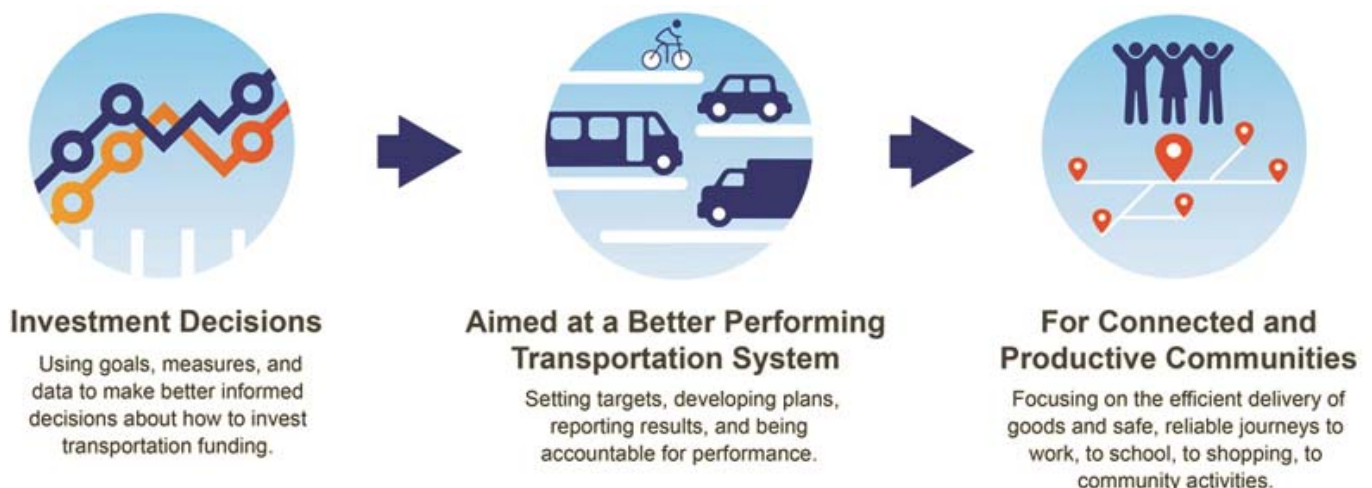 Investment Decisions
Using goals, measures, and
data to make better informed
decisions about how to invest
transportation funding.
Aimed at a Better Performing
Transportation System
Setting targets, developing plans,
reporting results, and being
accountable for performance.
For Connected and
Productive Communities
Focusing on the efficient delivery of
goods and safe, reliable journeys to
work, to school, to shopping, to
community activities.